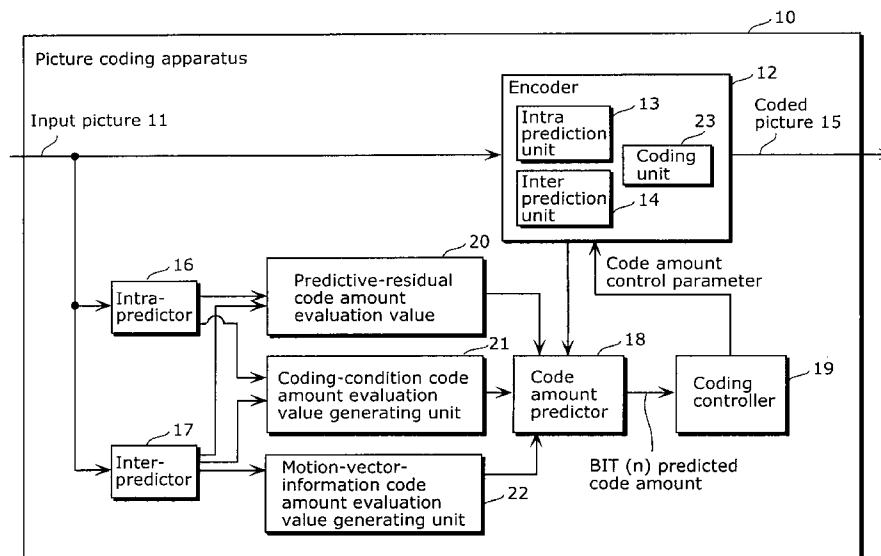 10
Picture coding apparatus
12
Encoder
13
Intra
prediction
unit
23
Coding
unit
Inter
prediction
unit
14
Coded
picture 15
Input picture 11
20
Predictive-residual
code amount
evaluation value
Code amount
control parameter
16
Intra-
predictor
21
Coding-condition code
amount evaluation
value generating unit
18
Code
amount
predictor
Coding
controller
19
17
Inter-
predictor
Motion-vector-
information code
amount evaluation
value generating unit
22
BIT (n) predicted
code amount